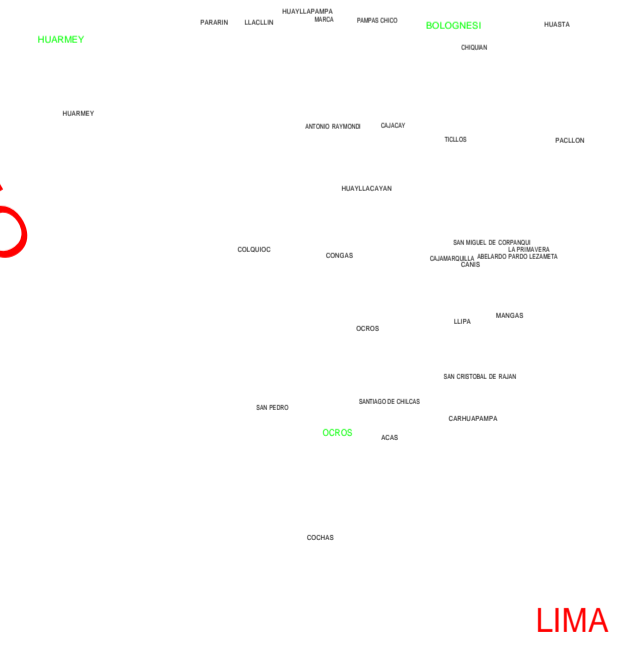 HUAYLLAPAMPA
PARARIN
LLACLLIN
MARCA
PAMPAS CHICO
BOLOGNESI
HUASTA
HUARMEY
CHIQUIAN
HUARMEY
ANTONIO RAYMONDI
CAJACAY
TICLLOS
PACLLON
HUAYLLACAYAN
COLQUIOC
CONGAS
SAN MIGUEL DE CORPANQUI
LA PRIMAVERA
CAJAMARQUILLA
ABELARDO PARDO LEZAMETA
CANIS
MANGAS
LLIPA
OCROS
SAN CRISTOBAL DE RAJAN
SANTIAGO DE CHILCAS
SAN PEDRO
CARHUAPAMPA
OCROS
ACAS
COCHAS
LIMA